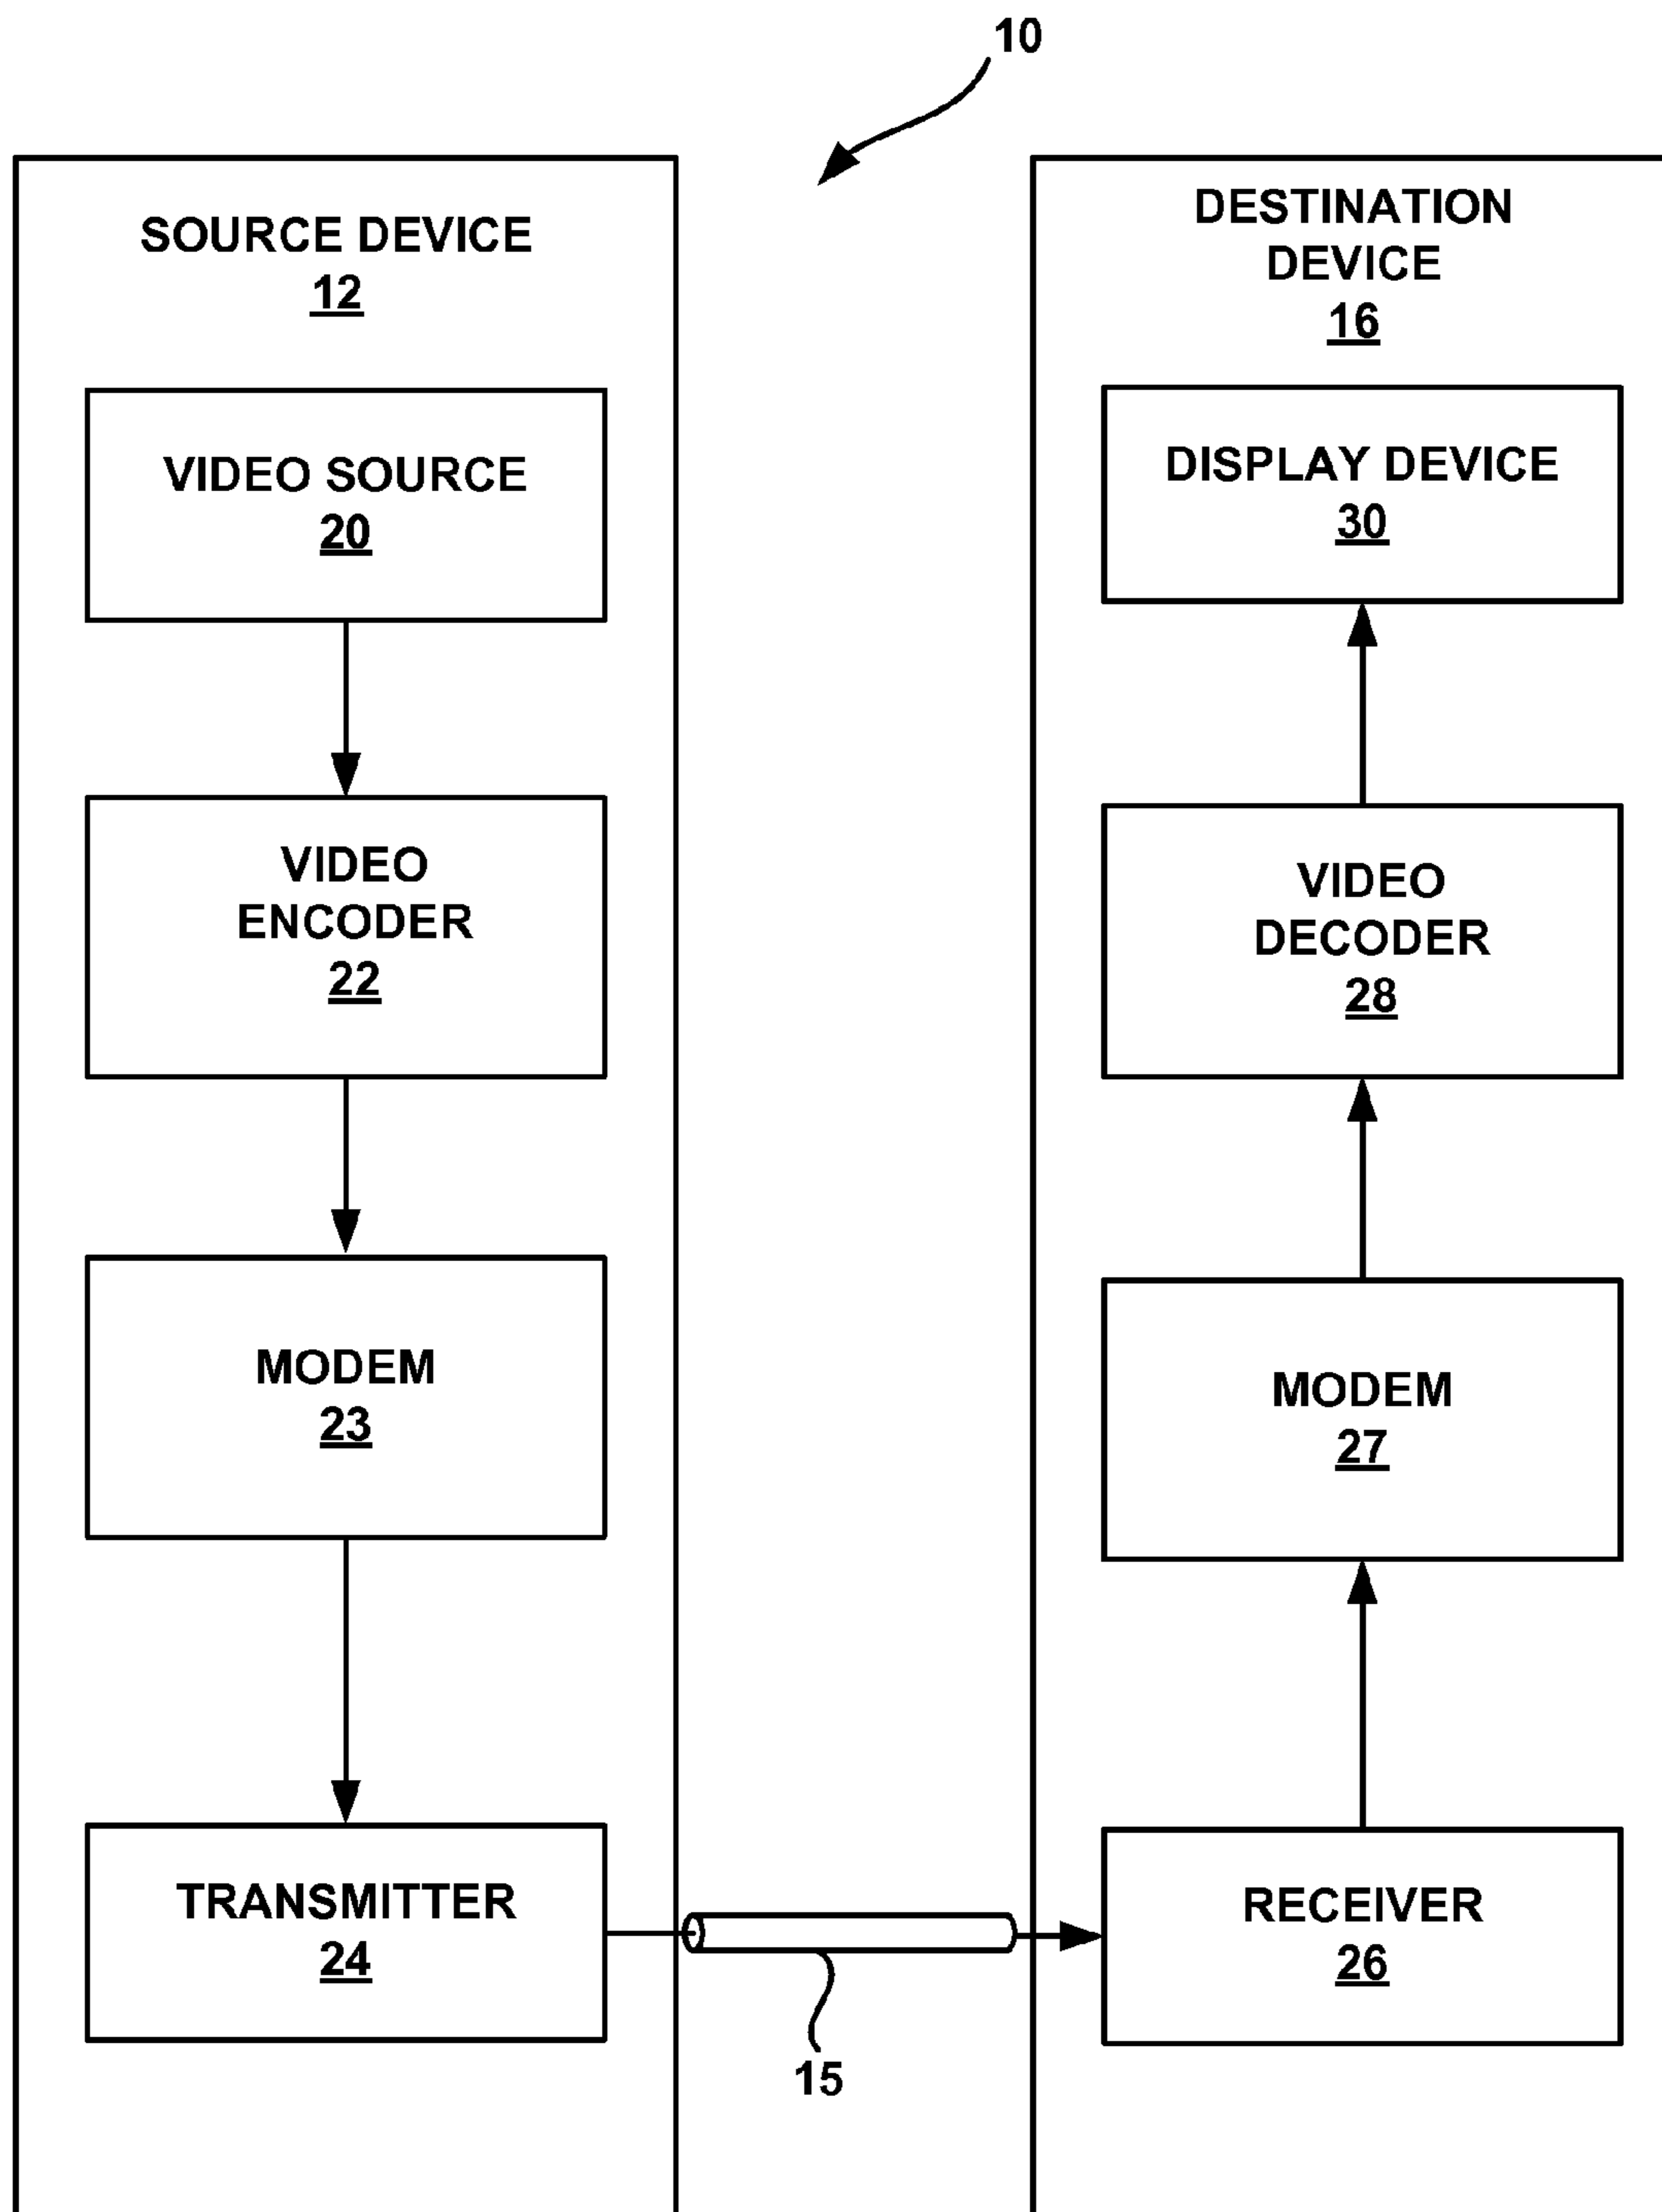 10
SOURCE DEVICE
12
VIDEO SOURCE
20
VIDEO
ENCODER
22
MODEM
23
TRANSMITTER
24
15
DESTINATION
DEVICE
16
DISPLAY DEVICE
30
VIDEO
DECODER
28
MODEM
27
RECEIVER
26